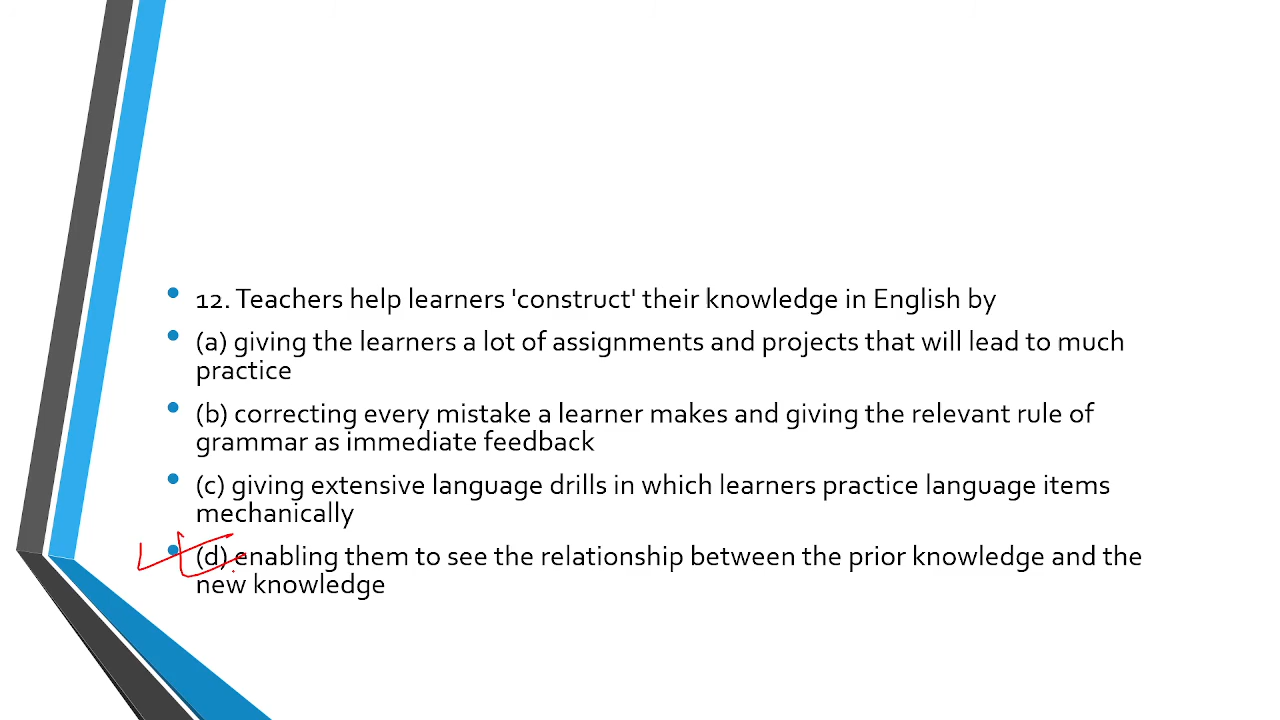 • 12. Teachers help learners 'construct' their knowledge in English by
• (a) giving the learners a lot of assignments and projects that will lead to much
practice
• (b) correcting every mistake a learner makes and giving the relevant rule of
grammar as immediate feedback
• (c) giving extensive language drills in which learners practice language items
mechanically
• (d) enabling them to see the relationship between the prior knowledge and the
new knowledge